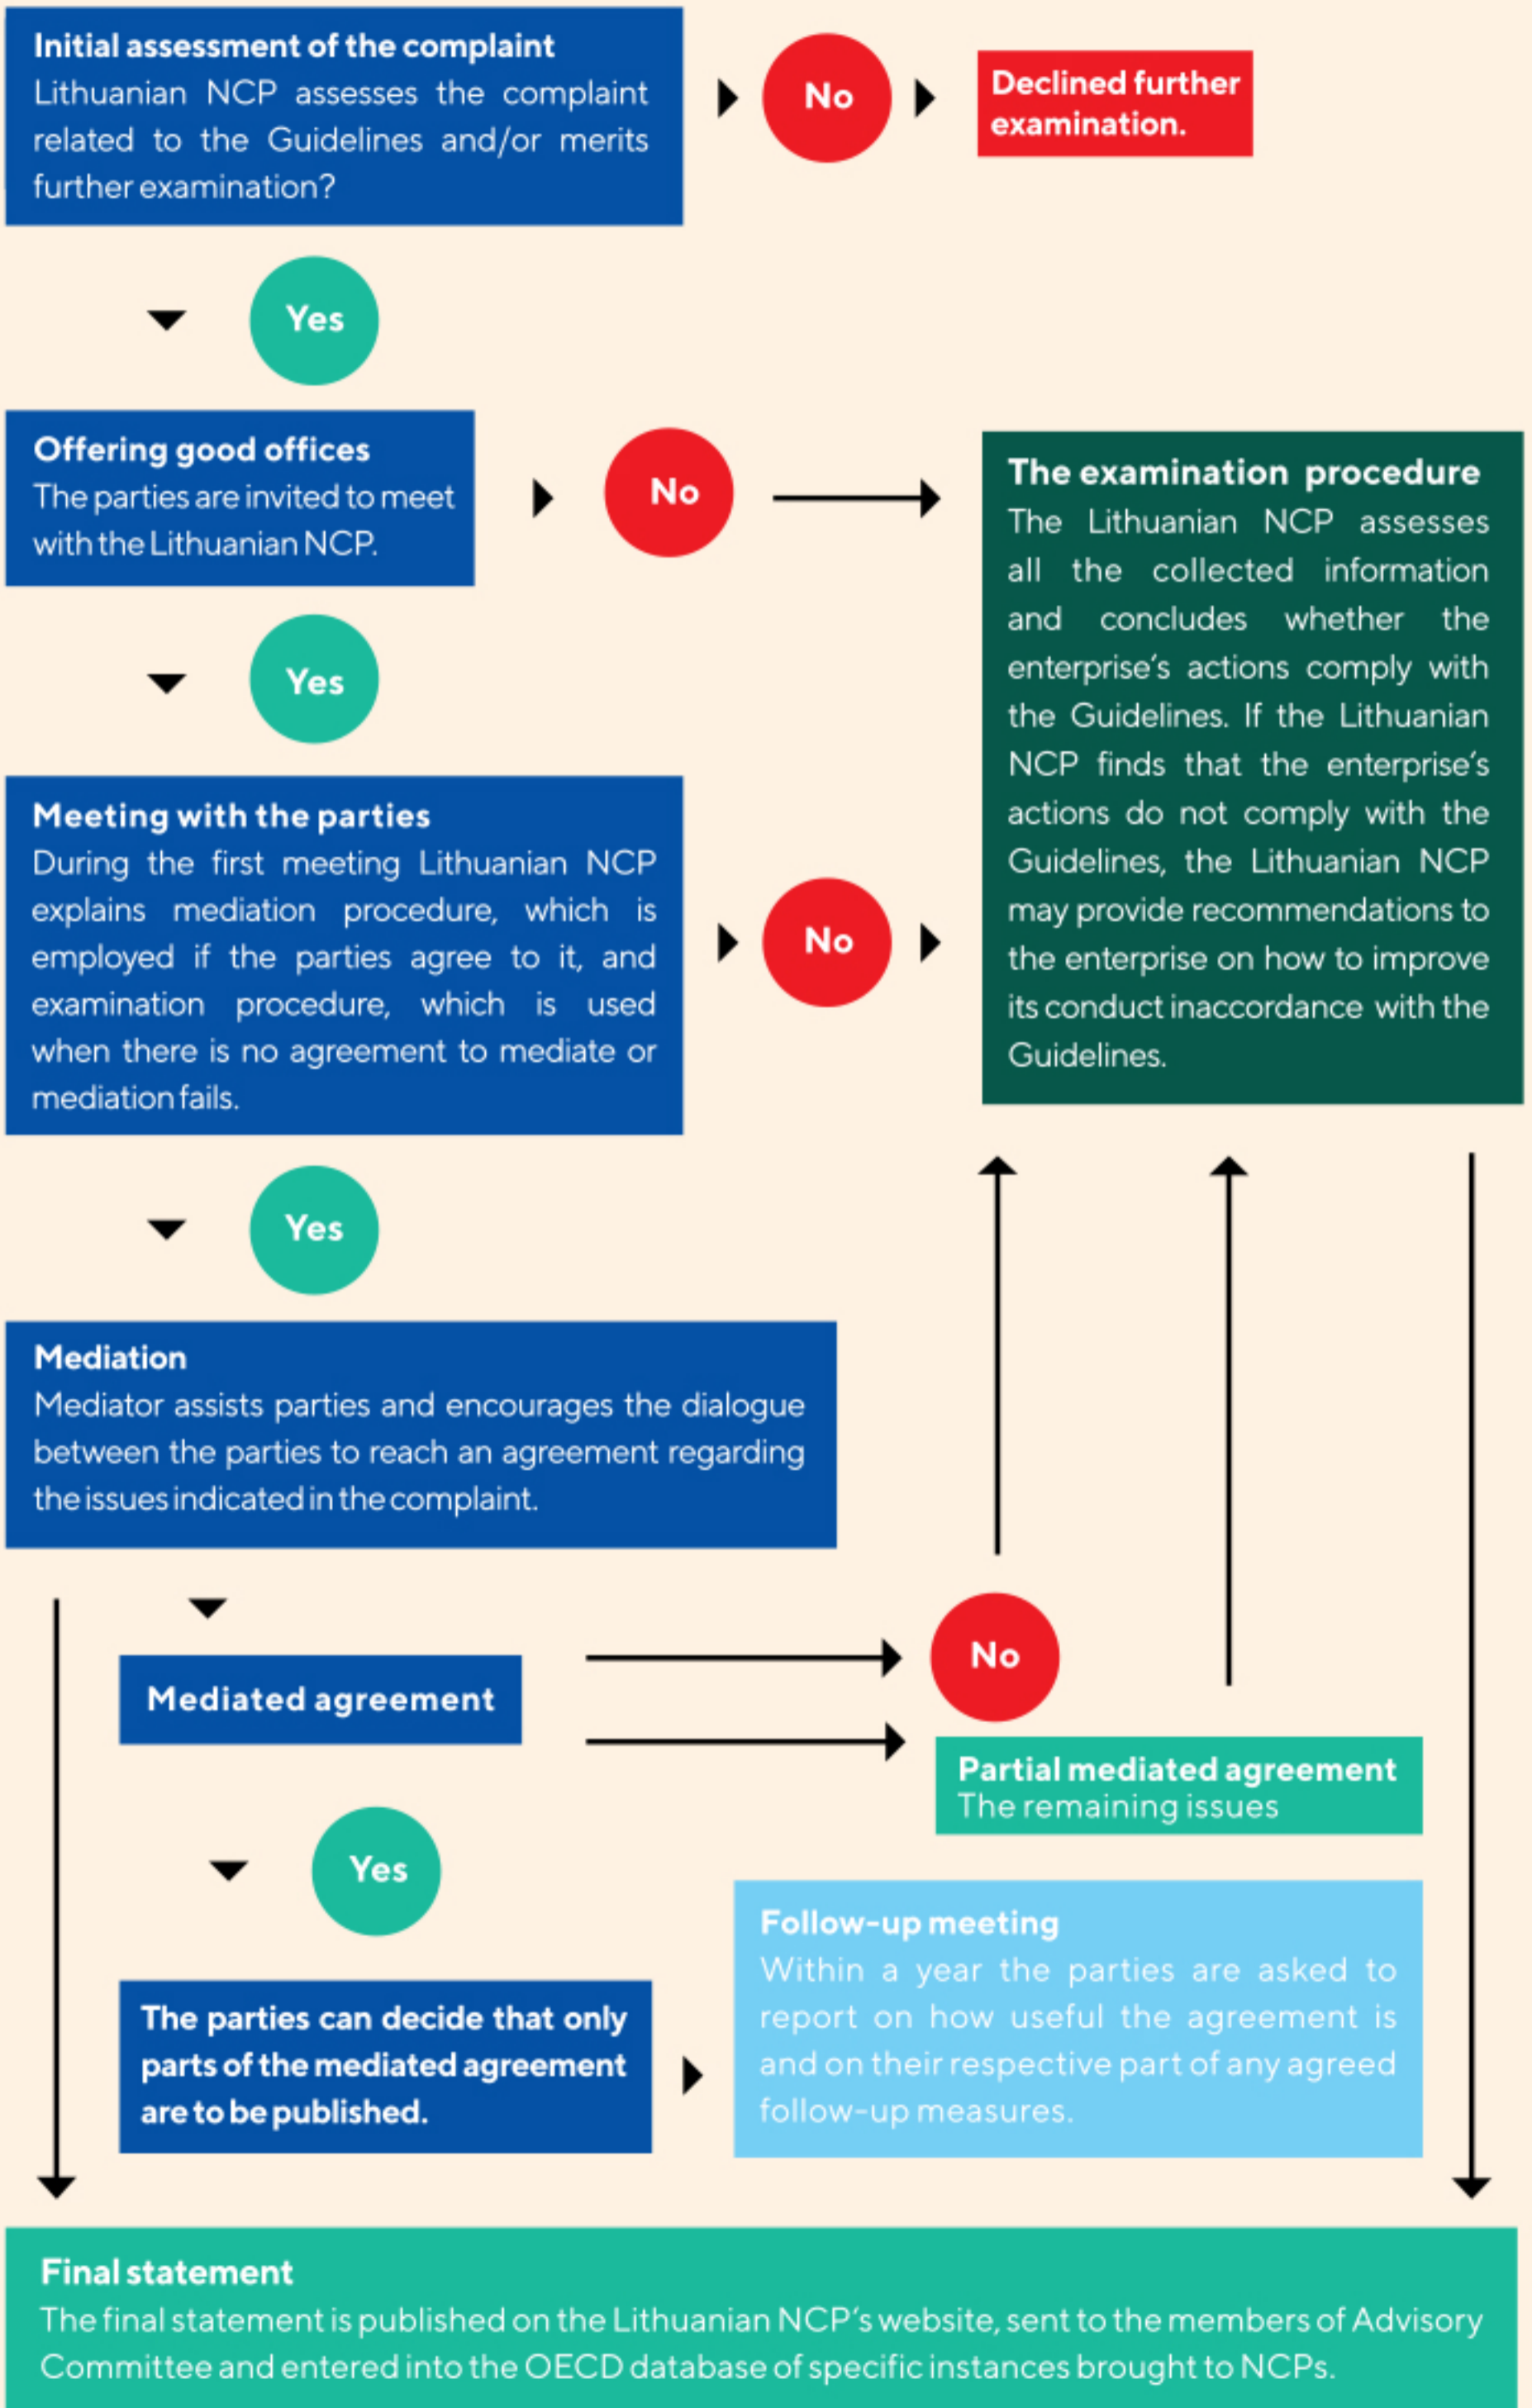 Initial assessment of the complaint
Lithuanian NCP assesses the complaint
related to the Guidelines and/or merits
further examination?
No
Declined further
examination.
Yes
Offering good offices
The parties are invited to meet
with the Lithuanian NCP.
No
The examination procedure
The Lithuanian NCP assesses
all the collected information
and concludes whether the
enterprise's actions comply with
the Guidelines. If the Lithuanian
NCP finds that the enterprise's
actions do not comply with the
Guidelines, the Lithuanian NCP
may provide recommendations to
the enterprise on how to improve
its conduct inaccordance with the
Guidelines.
Yes
Meeting with the parties
During the first meeting Lithuanian NCP
explains mediation procedure, which is
employed if the parties agree to it, and
examination procedure, which is used
when there is no agreement to mediate or
mediation fails.
No
Yes
Mediation
Mediator assists parties and encourages the dialogue
between the parties to reach an agreement regarding
the issues indicated in the complaint.
Mediated agreement
No
Partial mediated agreement
The remaining issues
Yes
The parties can decide that only
parts of the mediated agreement
are to be published.
Follow-up meeting
Within a year the parties are asked to
report on how useful the agreement is
and on their respective part of any agreed
follow-up measures.
Final statement
The final statement is published on the Lithuanian NCP's website, sent to the members of Advisory
Committee and entered into the OECD database of specific instances brought to NCPs.